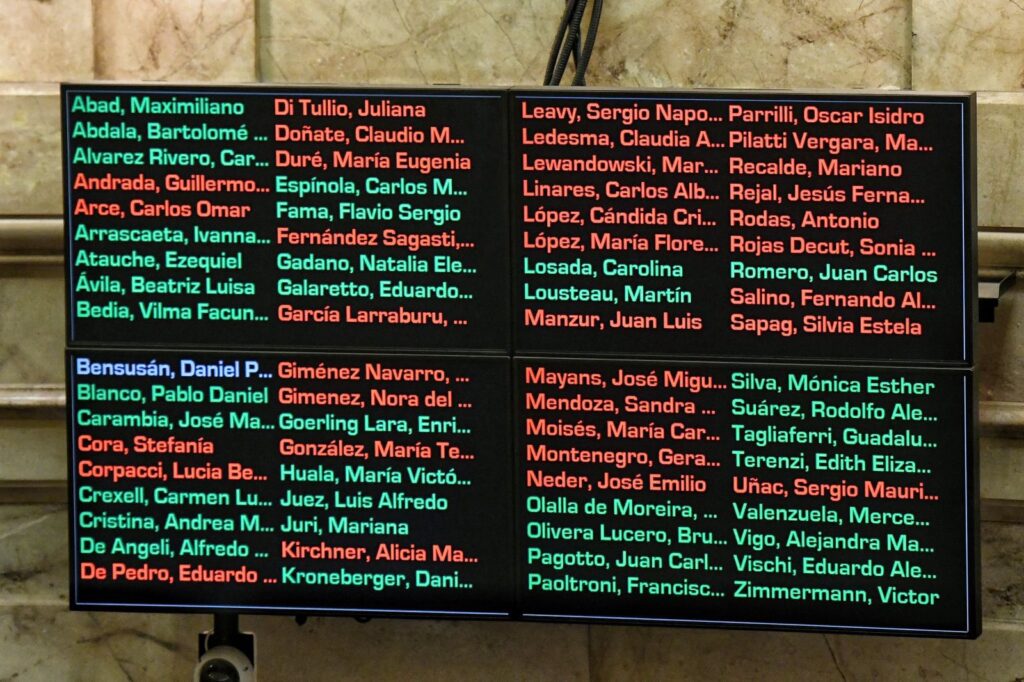 Abad, Maximiliano
Abdala, Bartolomé ...
Alvarez Rivero, Car...
Andrada, Guillermo...
Arce, Carlos Omar
Arrascaeta, Ivanna...
Atauche, Ezequiel
Ávila, Beatriz Luisa
Bedia, Vilma Facun...
Bensusán, Daniel P...
Blanco, Pablo Daniel
Carambia, José Ma...
Cora, Stefanía
Corpacci, Lucia Be...
Crexell, Carmen Lu...
Cristina, Andrea M...
De Angeli, Alfredo ...
De Pedro, Eduardo ...
Di Tullio, Juliana
Doñate, Claudio M...
Duré, María Eugenia
Espínola, Carlos M...
Fama, Flavio Sergio
Fernández Sagasti,...
Gadano, Natalia Ele...
Galaretto, Eduardo...
García Larraburu, ...
Giménez Navarro, ...
Gimenez, Nora del ...
Goerling Lara, Enri...
González, María Te...
Huala, María Victó...
Juez, Luis Alfredo
Juri, Mariana
Kirchner, Alicia Ma...
Kroneberger, Dani...
Leavy, Sergio Napo...
Ledesma, Claudia A...
Lewandowski, Mar...
Linares, Carlos Alb...
López, Cándida Cri...
López, María Flore...
Losada, Carolina
Lousteau, Martín
Manzur, Juan Luis
Mayans, José Migu...
Mendoza, Sandra ...
Moisés, María Car...
Montenegro, Gera...
Neder, José Emilio
Olalla de Moreira, ...
Olivera Lucero, Bru...
Pagotto, Juan Carl...
Paoltroni, Francisc...
Parrilli, Oscar Isidro
Pilatti Vergara, Ma...
Recalde, Mariano
Rejal, Jesús Ferna...
Rodas, Antonio
Rojas Decut, Sonia ...
Romero, Juan Carlos
Salino, Fernando Al...
Sapag, Silvia Estela
Silva, Mónica Esther
Suárez, Rodolfo Ale...
Tagliaferri, Guadalu...
Terenzi, Edith Eliza...
Uñac, Sergio Mauri...
Valenzuela, Merce...
Vigo, Alejandra Ma...
Vischi, Eduardo Ale...
Zimmermann, Victor